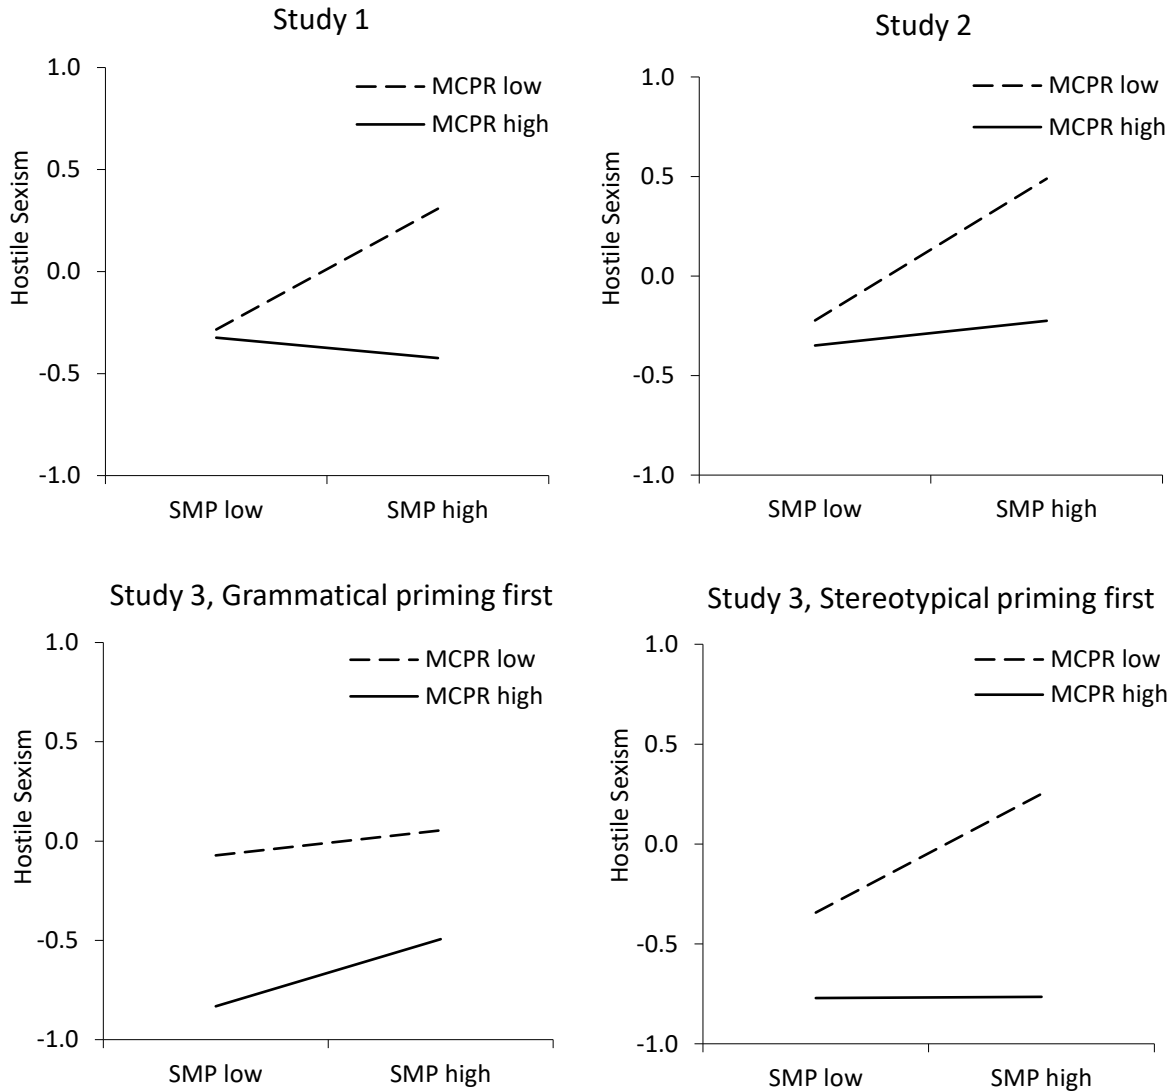 Study 1
1.0
0.5
0.0
-0.5
-1.0
Hostile Sexism
MCPR low
MCPR high
SMP low
SMP high
Study 2
1.0
0.5
0.0
-0.5
-1.0
Hostile Sexism
MCPR low
MCPR high
SMP low
SMP high
Study 3, Grammatical priming first
1.0
0.5
0.0
-0.5
-1.0
Hostile Sexism
MCPR low
MCPR high
SMP low
SMP high
Study 3, Stereotypical priming first
1.0
0.5
0.0
-0.5
-1.0
Hostile Sexism
MCPR low
MCPR high
SMP low
SMP high